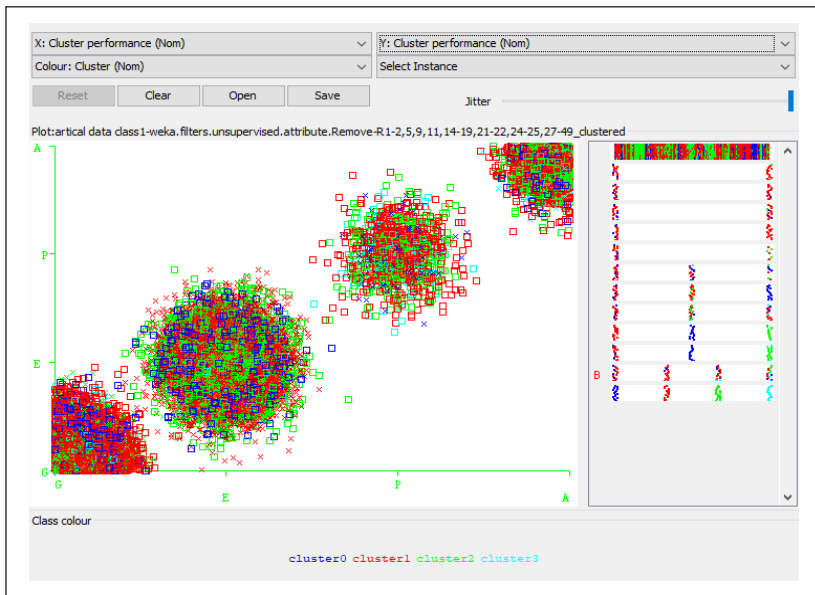 X: Cluster performance (Nom)
Y: Cluster performance (Nom)
Colour: Cluster (Nom)
Select Instance
Reset
Clear
Open
Save
Jitter
Plot:artical data class1-weka.filters.unsupervised.attribute.Remove-R1-2,5,9,11,14-19,21-22,24-25,27-49_clustered
A
P
E
G
G
E
P
A
B
Class colour
cluster0 cluster1 cluster2 cluster3